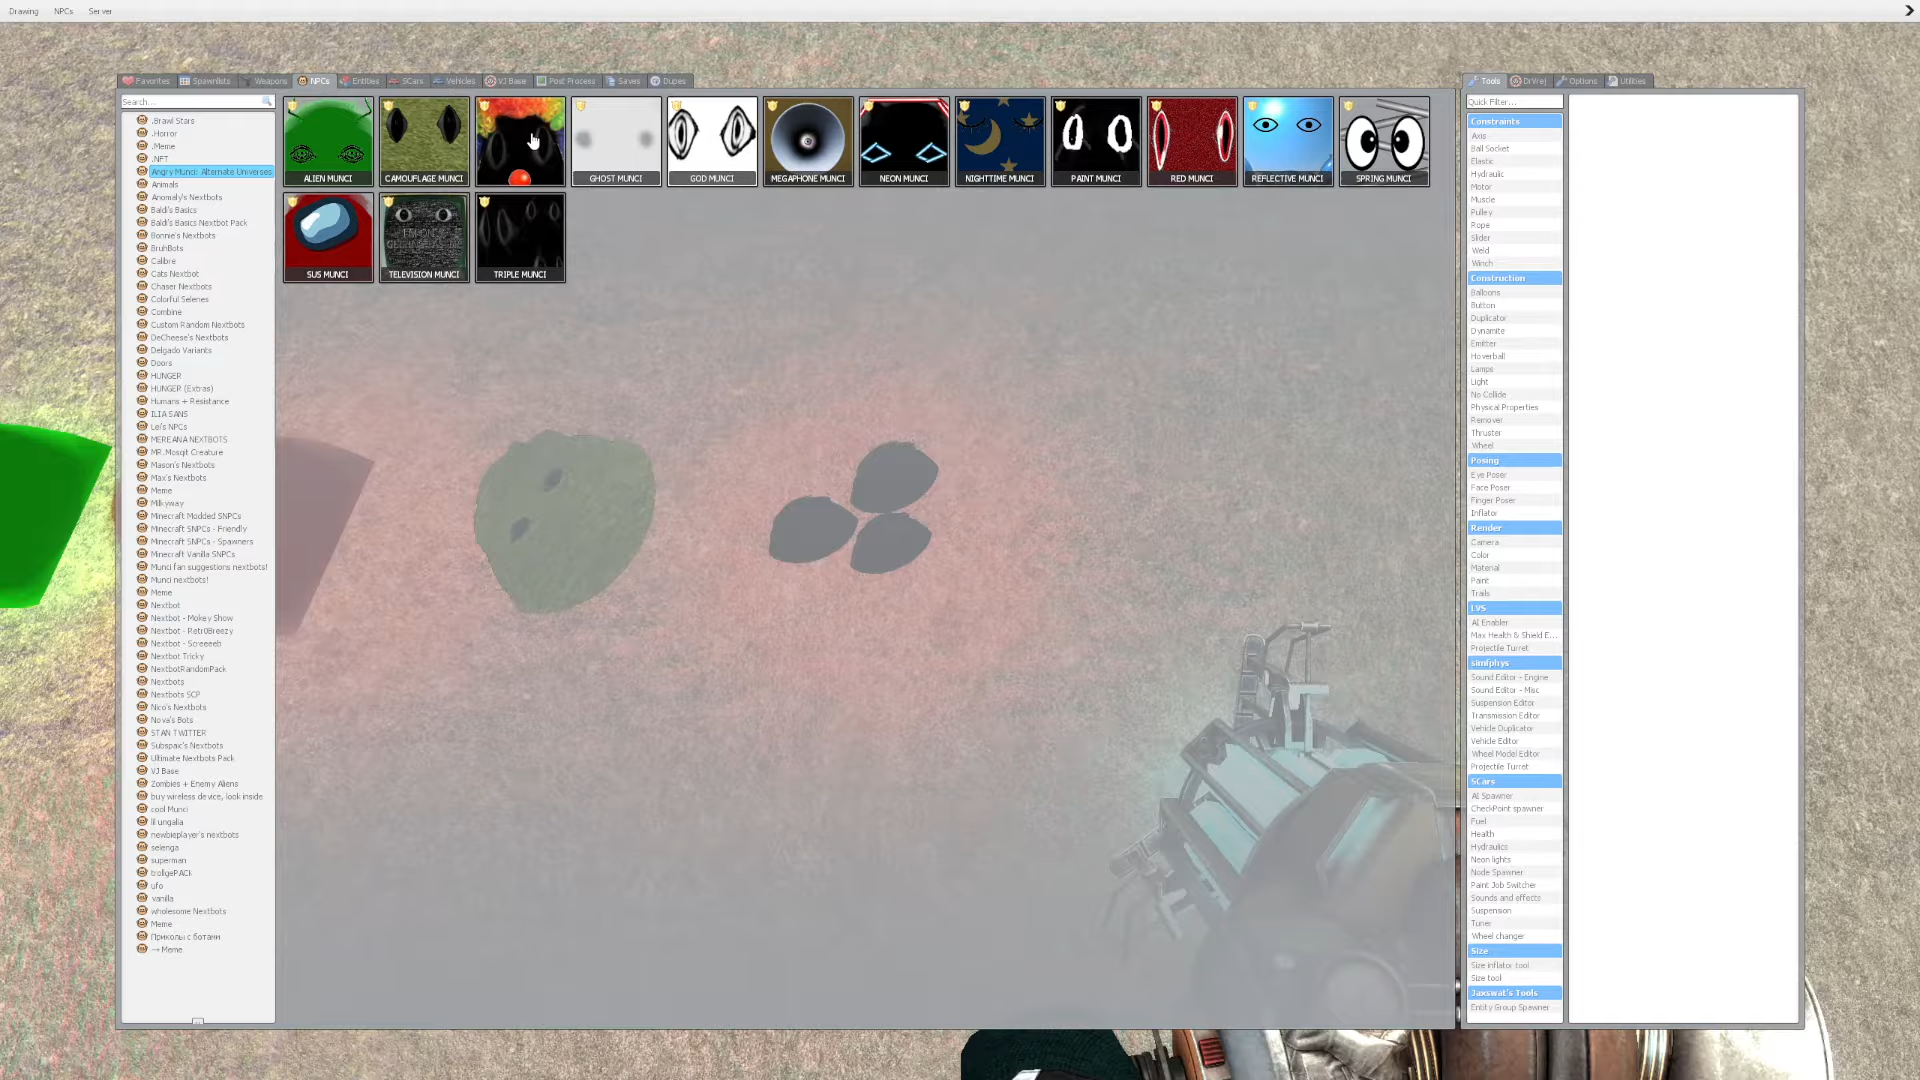 Drawing NPCs Server
Favorites Spawnlists Weapons NPCs Entities SCars Vehicles VJ Base Post Process Saves Dupes
Search...
.Brawl Stars
.Horror
.Meme
.NFT
Angry Munci: Alternate Universes
Animals
Anomaly's Nextbots
Baldi's Basics
Baldi's Basics Nextbot Pack
Bonnie's Nextbots
BruhBots
Calibre
Cats Nextbot
Chaser Nextbots
Colorful Selenes
Combine
Custom Random Nextbots
DeCheese's Nextbots
Delgado Variants
Doors
HUNGER
HUNGER (Extras)
Humans + Resistance
ILIA SANS
Lei's NPCs
MEREANA NEXTBOTS
MR.Mosqit Creature
Mason's Nextbots
Max's Nextbots
Meme
Milkyway
Minecraft Modded SNPCs
Minecraft SNPCs - Friendly
Minecraft SNPCs - Spawners
Minecraft Vanilla SNPCs
Munci fan suggestions nextbots!
Munci nextbots!
Meme
Nextbot
Nextbot - Mokey Show
Nextbot - Retr0Breezy
Nextbot - Screeeeb
Nextbot Tricky
NextbotRandomPack
Nextbots
Nextbots SCP
Nico's Nextbots
Nova's Bots
STAN TWITTER
Subspaix's Nextbots
Ultimate Nextbots Pack
VJ Base
Zombies + Enemy Aliens
buy wireless device, look inside
cool Munci
lil ungalia
newbieplayer's nextbots
selenga
superman
trollgePACK
ufo
vanilla
wholesome Nextbots
Meme
Приколы с ботами
→ Meme
ALIEN MUNCI
CAMOUFLAGE MUNCI
GHOST MUNCI
GOD MUNCI
MEGAPHONE MUNCI
NEON MUNCI
NIGHTTIME MUNCI
PAINT MUNCI
RED MUNCI
REFLECTIVE MUNCI
SPRING MUNCI
SUS MUNCI
TELEVISION MUNCI
TRIPLE MUNCI
Tools DrVrej Options Utilities
Quick Filter...
Constraints
Axis
Ball Socket
Elastic
Hydraulic
Motor
Muscle
Pulley
Rope
Slider
Weld
Winch
Construction
Balloons
Button
Duplicator
Dynamite
Emitter
Hoverball
Lamps
Light
No Collide
Physical Properties
Remover
Thruster
Wheel
Posing
Eye Poser
Face Poser
Finger Poser
Inflator
Render
Camera
Color
Material
Paint
Trails
LVS
AI Enabler
Max Health & Shield E...
Projectile Turret
simfphys
Sound Editor - Engine
Sound Editor - Misc
Suspension Editor
Transmission Editor
Vehicle Duplicator
Vehicle Editor
Wheel Model Editor
Projectile Turret
SCars
AI Spawner
CheckPoint spawner
Fuel
Health
Hydraulics
Neon lights
Node Spawner
Paint Job Switcher
Sounds and effects
Suspension
Tuner
Wheel changer
Size
Size inflator tool
Size tool
Jaxswat's Tools
Entity Group Spawner